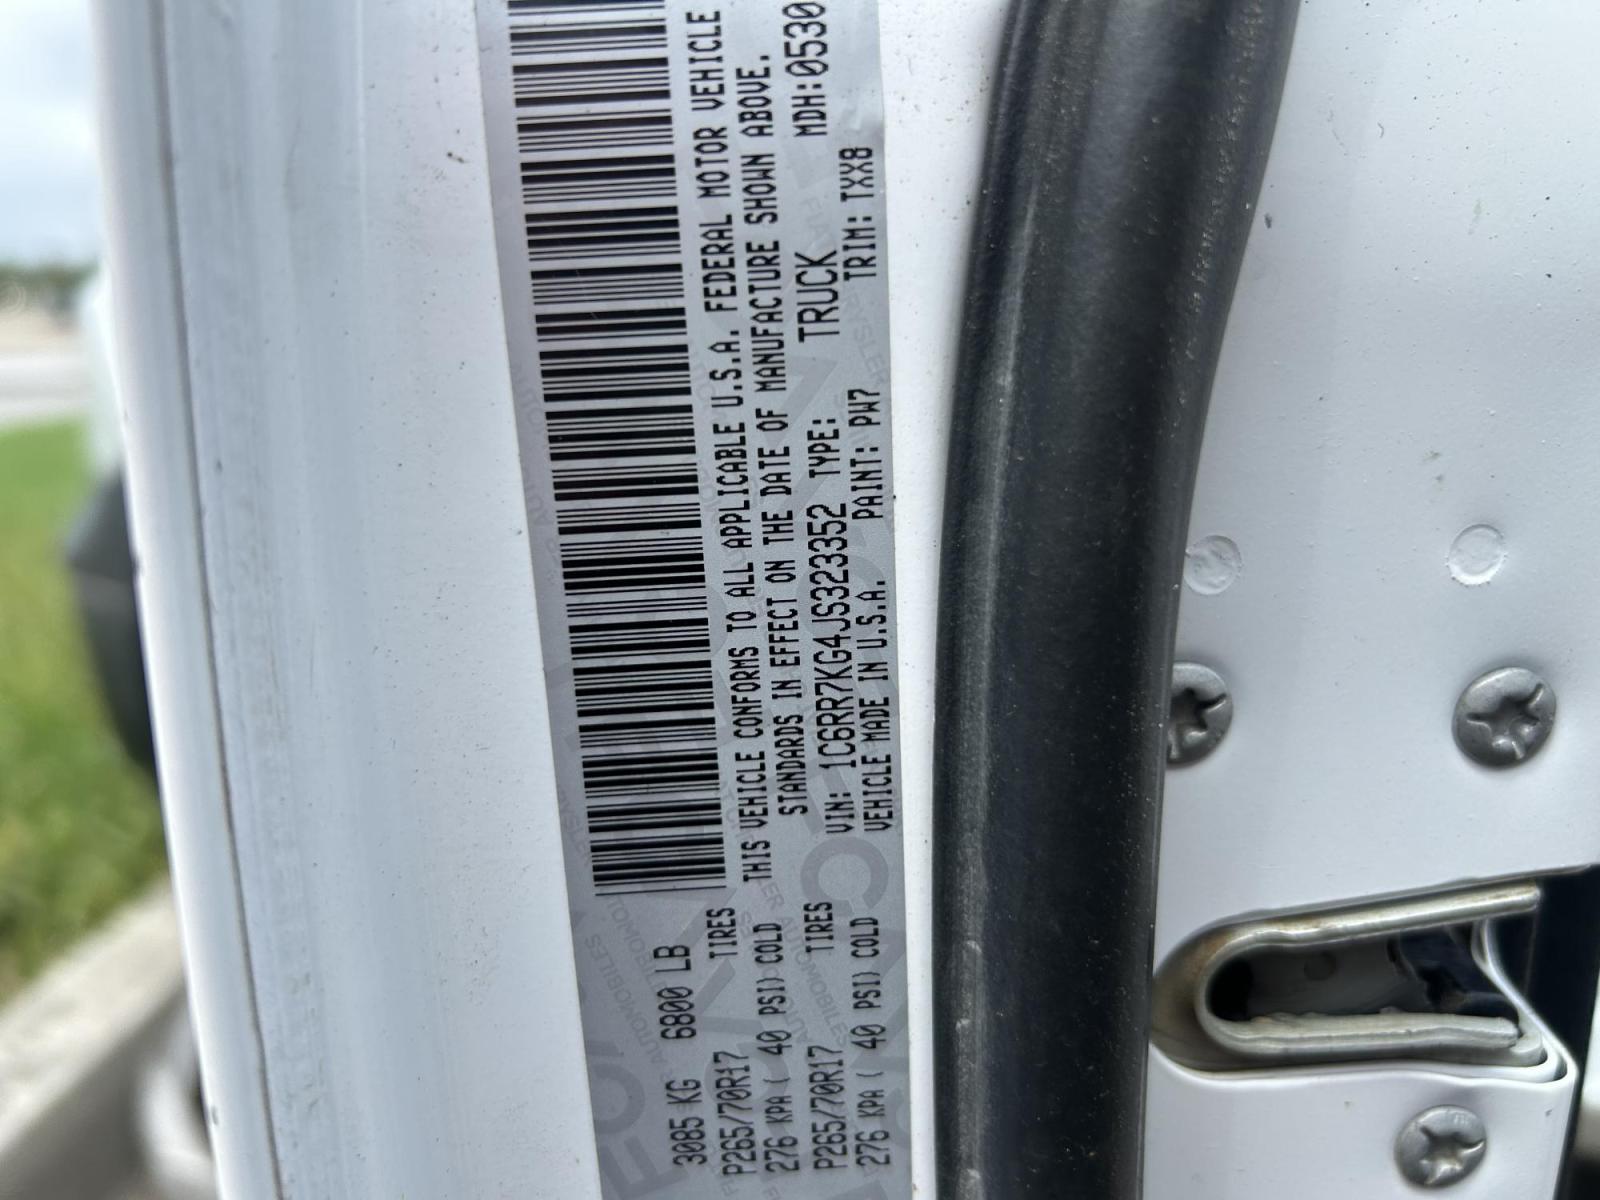 3085 KG 6800 LB
P265/70R17 TIRES
276 KPA ( 40 PSI) COLD
P265/70R17 TIRES
276 KPA ( 40 PSI) COLD
THIS VEHICLE CONFORMS TO ALL APPLICABLE U.S.A. FEDERAL MOTOR VEHICLE
STANDARDS IN EFFECT ON THE DATE OF MANUFACTURE SHOWN ABOVE.
VIN: 1C6RR7KG4JS323352 TYPE: TRUCK MDH:0530
VEHICLE MADE IN U.S.A. PAINT: PW7 TRIM: TXX8